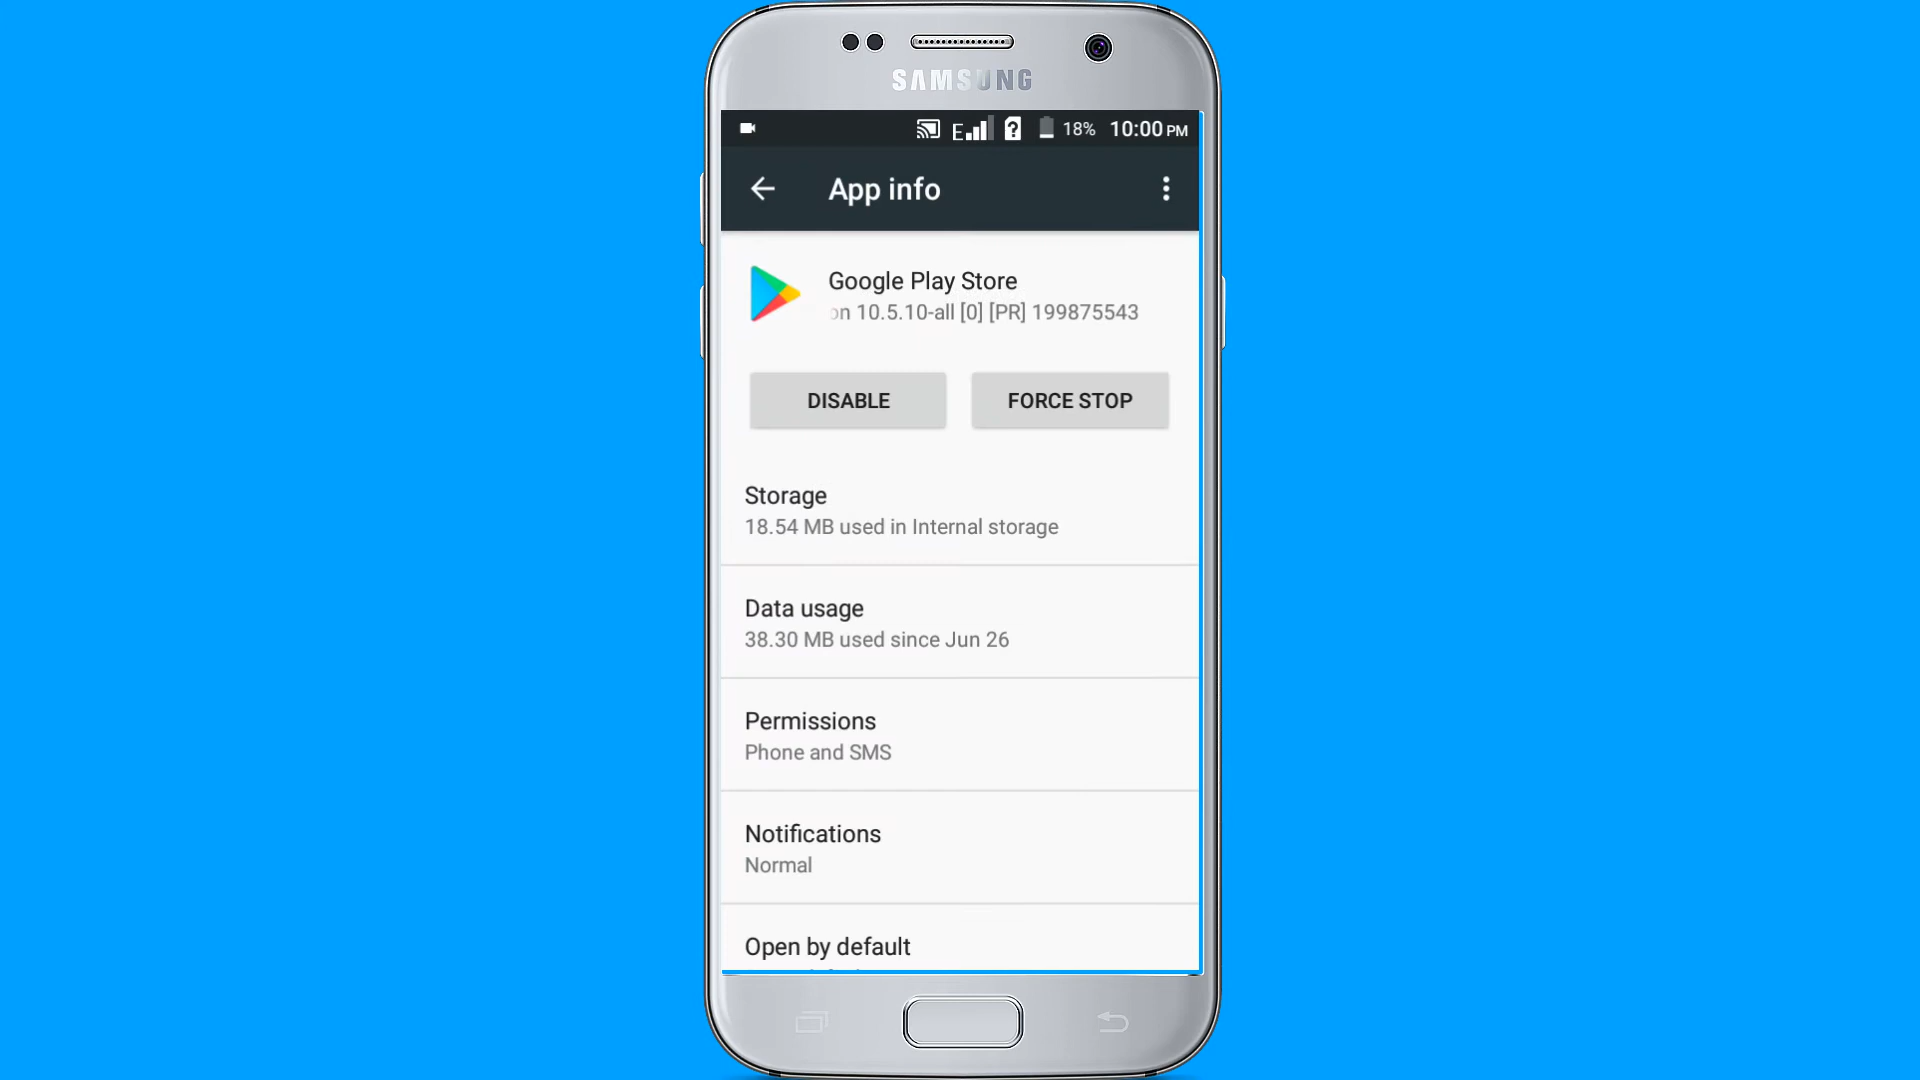 SAMSUNG
E 18% 10:00 PM
App info
Google Play Store
on 10.5.10-all [0] [PR] 199875543
DISABLE FORCE STOP
Storage
18.54 MB used in Internal storage
Data usage
38.30 MB used since Jun 26
Permissions
Phone and SMS
Notifications
Normal
Open by default